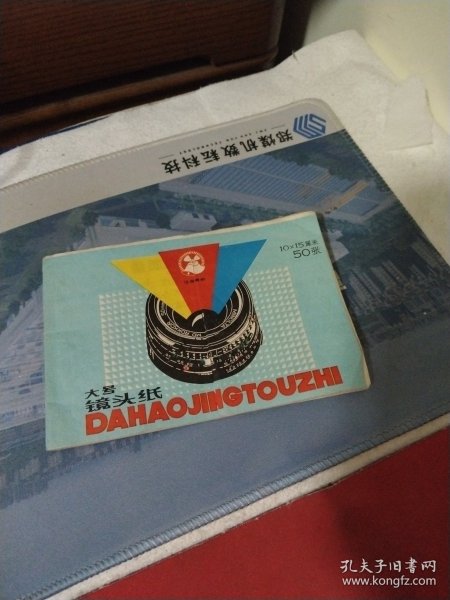 郑煤机数耘科技
10×15厘米
50张
大号
镜头纸
DAHAOJINGTOUZHI
孔夫子旧书网
www.kongfz.com